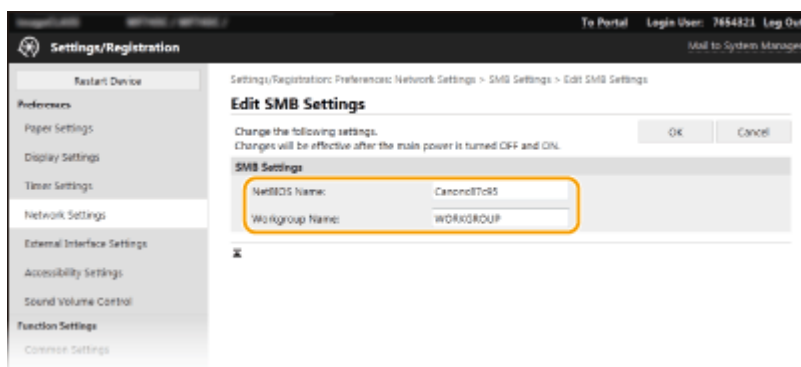 To Portal Login User: 7654321 Log Out
Settings/Registration
Mail to System Manager
Restart Device
Settings/Registration: Preferences: Network Settings > SMB Settings > Edit SMB Settings
Preferences
Edit SMB Settings
Paper Settings
Change the following settings.
Changes will be effective after the main power is turned OFF and ON.
OK
Cancel
Display Settings
SMB Settings
Timer Settings
NetBIOS Name:
Network Settings
Workgroup Name: WORKGROUP
External Interface Settings
Accessibility Settings
Sound Volume Control
Function Settings
Common Settings